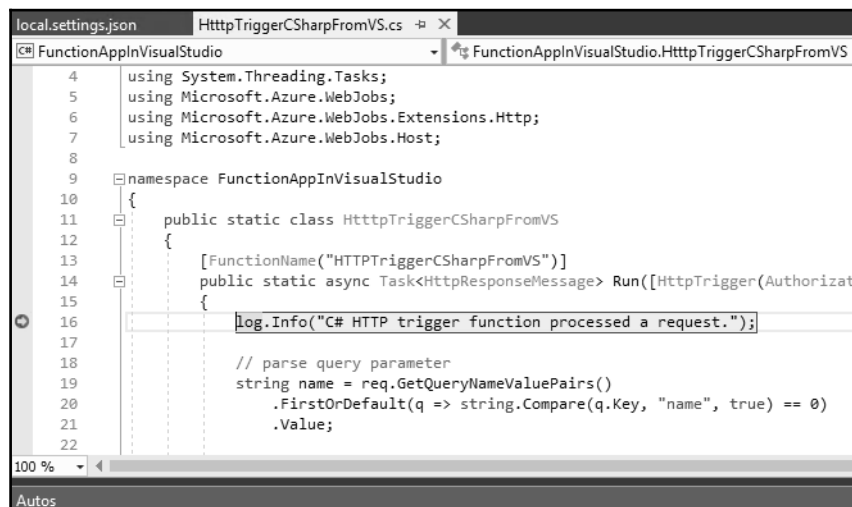 local.settings.json HtttpTriggerCSharpFromVS.cs
C# FunctionAppInVisualStudio FunctionAppInVisualStudio.HtttpTriggerCSharpFromVS
4 using System.Threading.Tasks;
5 using Microsoft.Azure.WebJobs;
6 using Microsoft.Azure.WebJobs.Extensions.Http;
7 using Microsoft.Azure.WebJobs.Host;
8
9 namespace FunctionAppInVisualStudio
10 {
11 public static class HtttpTriggerCSharpFromVS
12 {
13 [FunctionName("HTTPTriggerCSharpFromVS")]
14 public static async Task<HttpResponseMessage> Run([HttpTrigger(Authorizat
15 {
16 log.Info("C# HTTP trigger function processed a request.");
17
18 // parse query parameter
19 string name = req.GetQueryNameValuePairs()
20 .FirstOrDefault(q => string.Compare(q.Key, "name", true) == 0)
21 .Value;
22
100 %
Autos